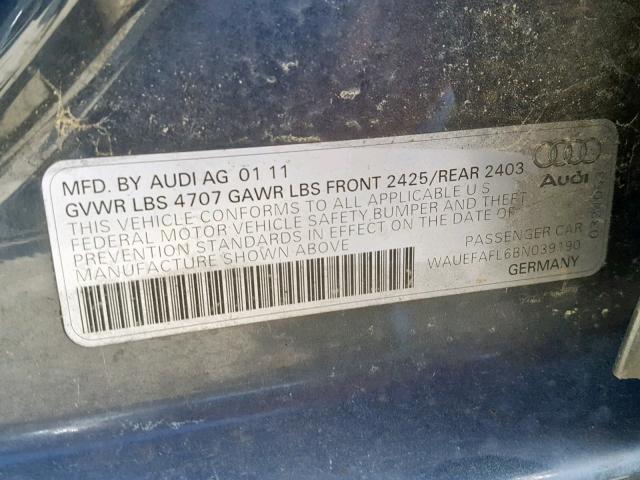 MFD. BY AUDI AG 01 11
GVWR LBS 4707 GAWR LBS FRONT 2425/REAR 2403
THIS VEHICLE CONFORMS TO ALL APPLICABLE U S
FEDERAL MOTOR VEHICLE SAFETY, BUMPER AND THEFT
PREVENTION STANDARDS IN EFFECT ON THE DATE OF
MANUFACTURE SHOWN ABOVE
PASSENGER CAR
WAUEFAFL6BN039190
GERMANY
Audi